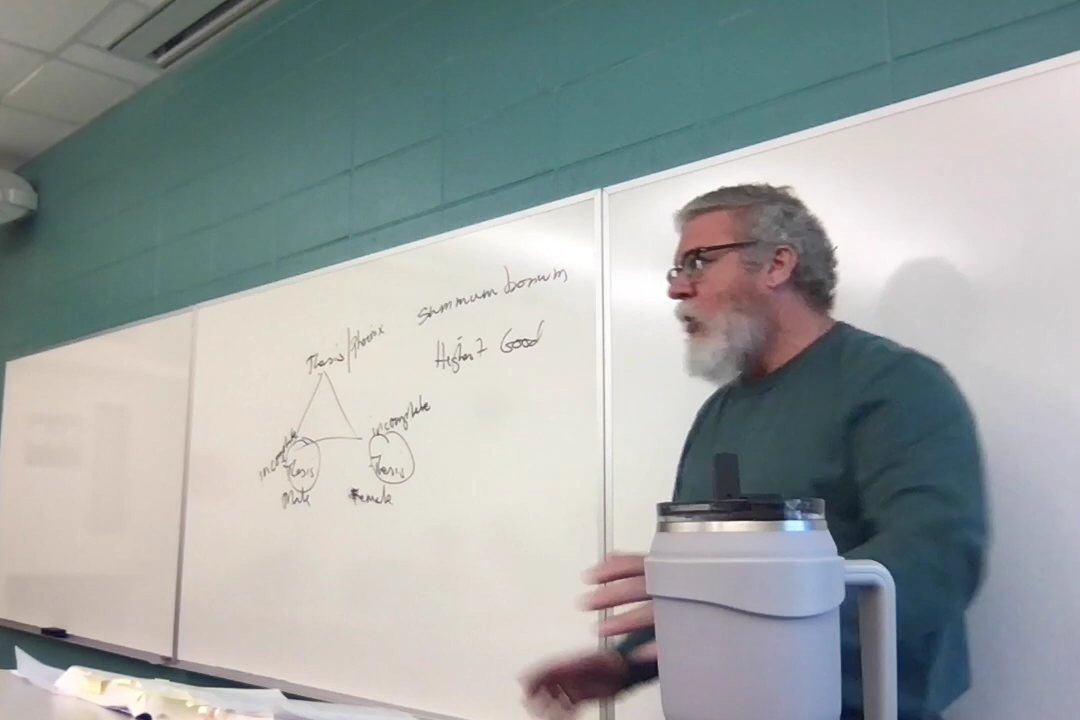 summum bonum
Highest Good
Thesis/phoenix
incomplete
incomplete
Thesis
Thesis
Male
Female